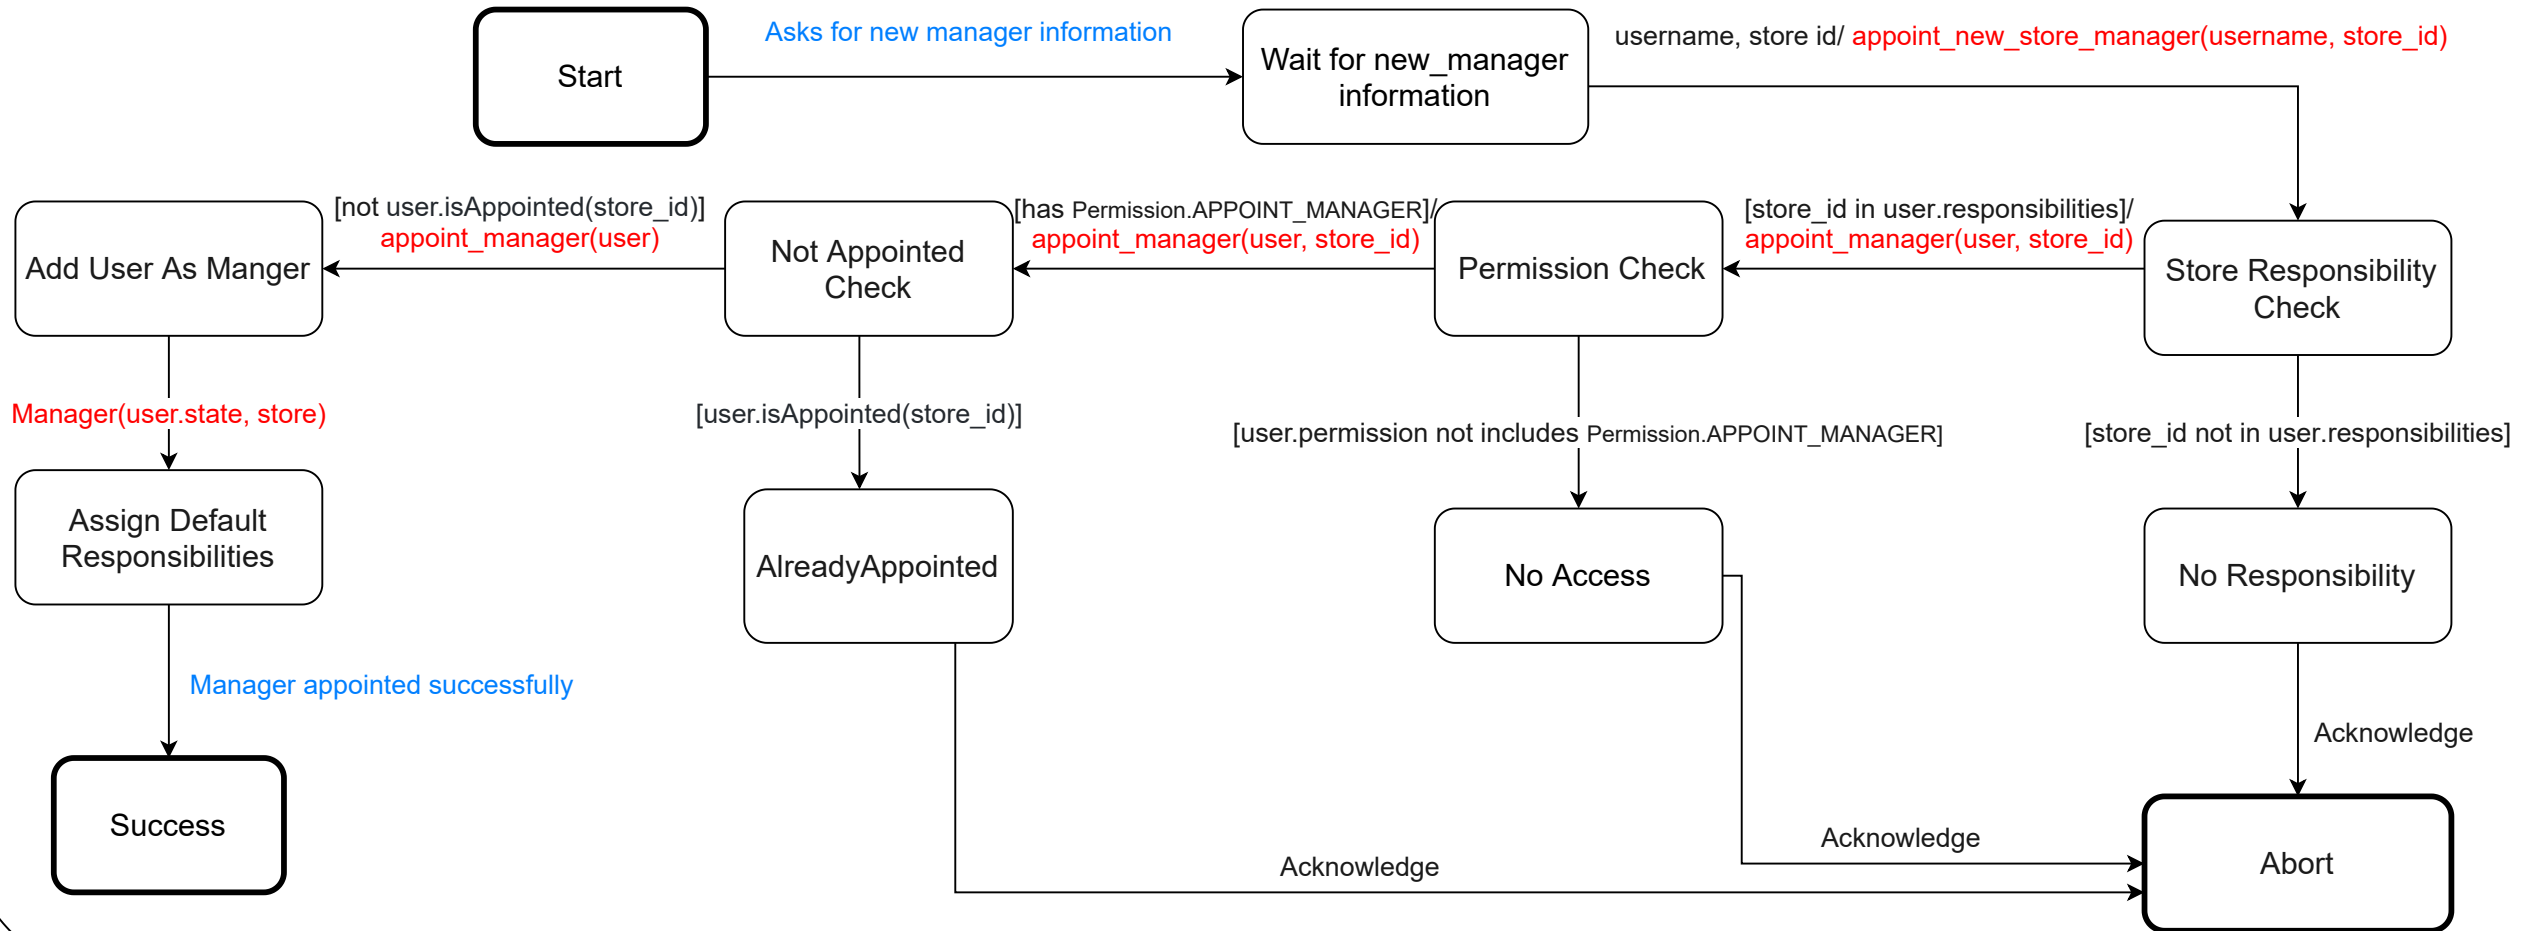 Start
Asks for new manager information
Wait for new_manager
information
username, store id/ appoint_new_store_manager(username, store_id)
Add User As Manger
[not user.isAppointed(store_id)]
appoint_manager(user)
Not Appointed
Check
[has Permission.APPOINT_MANAGER]/
appoint_manager(user, store_id)
Permission Check
[store_id in user.responsibilities]/
appoint_manager(user, store_id)
Store Responsibility
Check
Manager(user.state, store)
[user.isAppointed(store_id)]
[user.permission not includes Permission.APPOINT_MANAGER]
[store_id not in user.responsibilities]
Assign Default
Responsibilities
AlreadyAppointed
No Access
No Responsibility
Manager appointed successfully
Acknowledge
Success
Acknowledge
Acknowledge
Abort